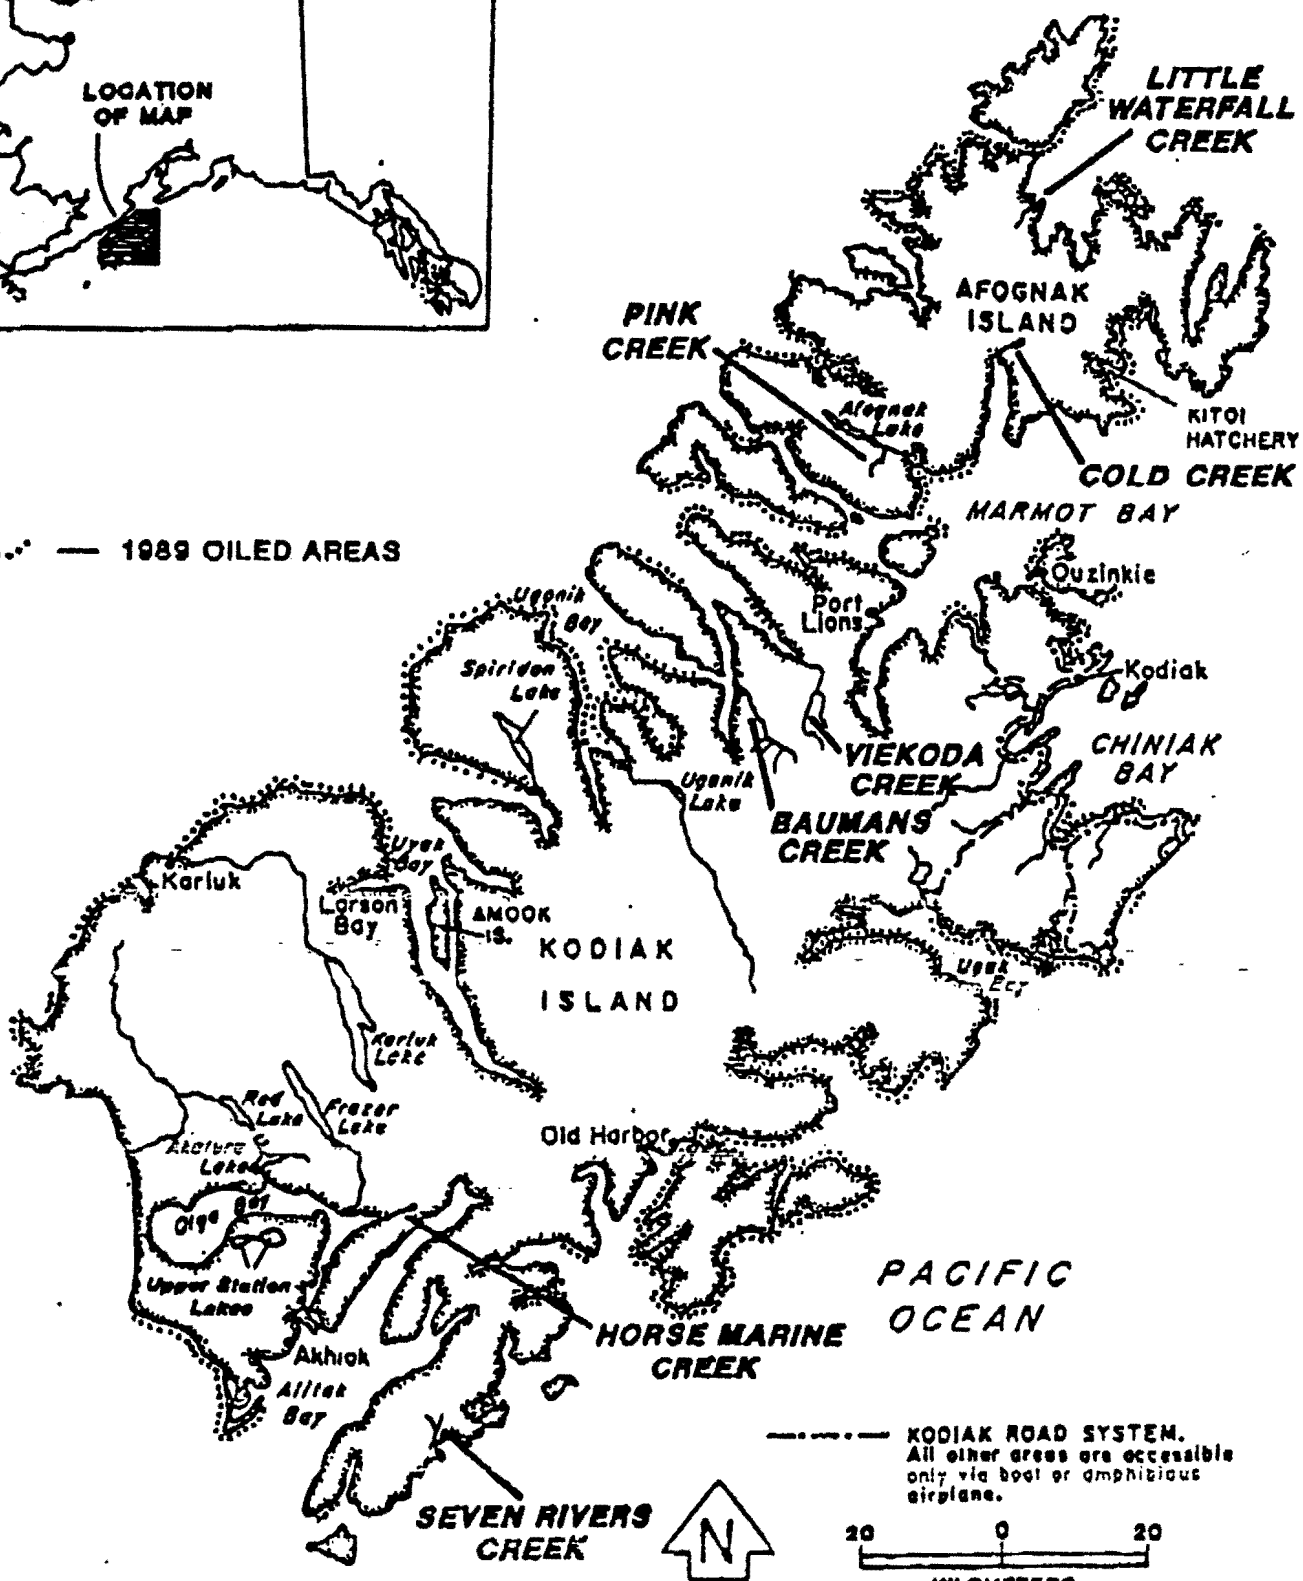 LOCATION
OF MAP
LITTLE
WATERFALL
CREEK
AFOGNAK
ISLAND
PINK
CREEK
Afognak
Lake
KITOI
HATCHERY
COLD CREEK
MARMOT BAY
1989 OILED AREAS
Ouzinkie
Port
Lions
Uganik
Bay
Spiridon
Lake
Kodiak
CHINIAK
BAY
VIEKODA
CREEK
Uganik
Lake
BAUMANS
CREEK
Uyak
Bay
Karluk
Larson
Bay
AMOOK
IS.
KODIAK
ISLAND
Ugak
Bay
Karluk
Lake
Red
Lake
Frazer
Lake
Old Harbor
Akalura
Lake
Olga Bay
Upper Station
Lakes
PACIFIC
OCEAN
HORSE MARINE
CREEK
Akhiok
Alitak
Bay
KODIAK ROAD SYSTEM.
All other areas are accessible
only via boat or amphibious
airplane.
SEVEN RIVERS
CREEK
N
20 0 20
KILOMETERS